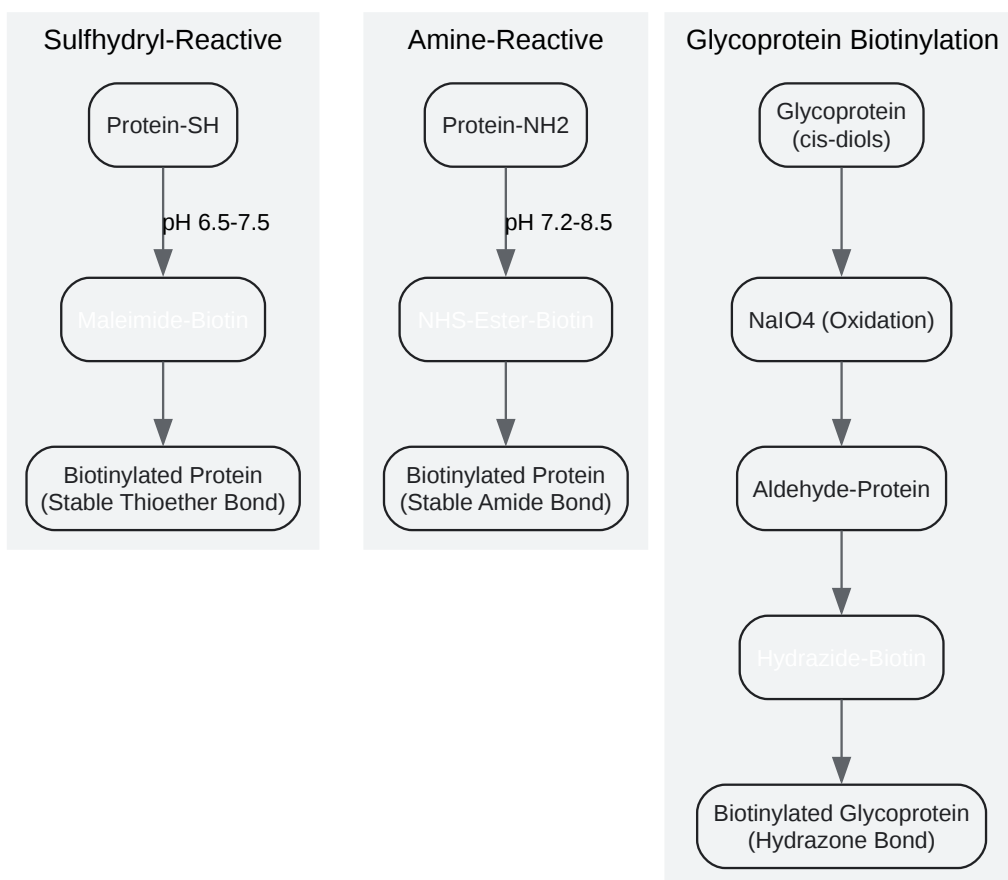 Sulfhydryl-Reactive
Protein-SH
pH 6.5-7.5
Maleimide-Biotin
Biotinylated Protein
(Stable Thioether Bond)
Amine-Reactive
Protein-NH2
pH 7.2-8.5
NHS-Ester-Biotin
Biotinylated Protein
(Stable Amide Bond)
Glycoprotein Biotinylation
Glycoprotein
(cis-diols)
NaIO4 (Oxidation)
Aldehyde-Protein
Hydrazide-Biotin
Biotinylated Glycoprotein
(Hydrazone Bond)